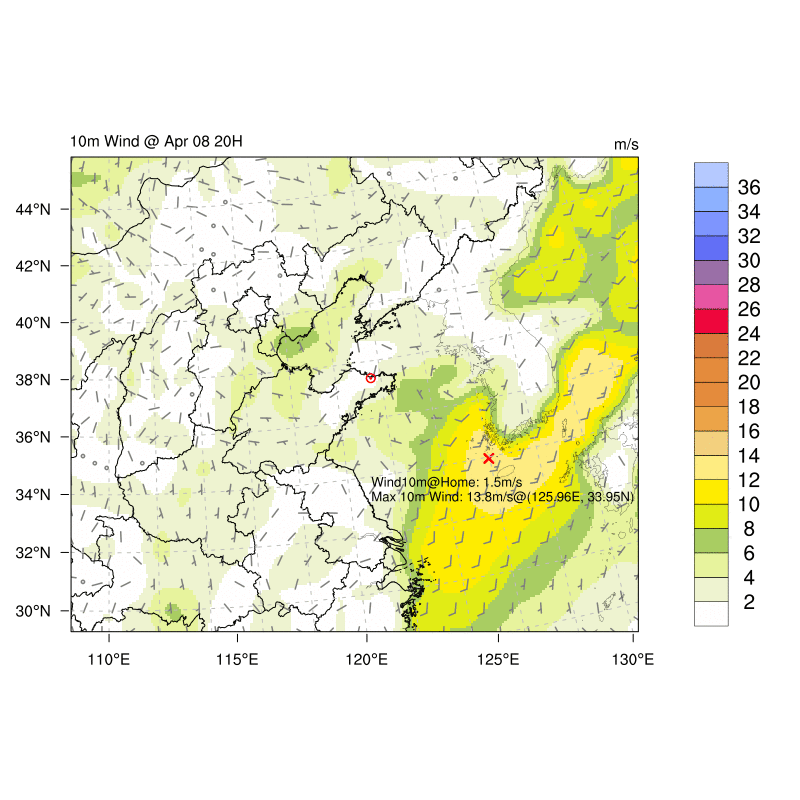 10m Wind @ Apr 08 20H
m/s
44°N
42°N
40°N
38°N
36°N
34°N
32°N
30°N
110°E
115°E
120°E
125°E
130°E
Wind10m@Home: 1.5m/s
Max 10m Wind: 13.8m/s@(125.96E, 33.95N)
36
34
32
30
28
26
24
22
20
18
16
14
12
10
8
6
4
2